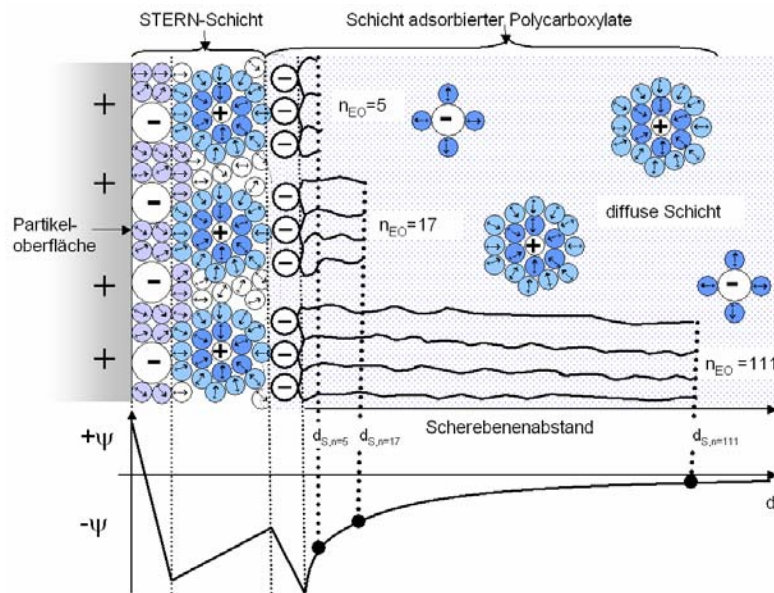 STERN-Schicht
Schicht adsorbierter Polycarboxylate
n_EO=5
n_EO=17
diffuse Schicht
Partikel-
oberfläche
n_EO=111
+ψ
d_S,n=5
d_S,n=17
Scherebenenabstand
d_S,n=111
-ψ
d